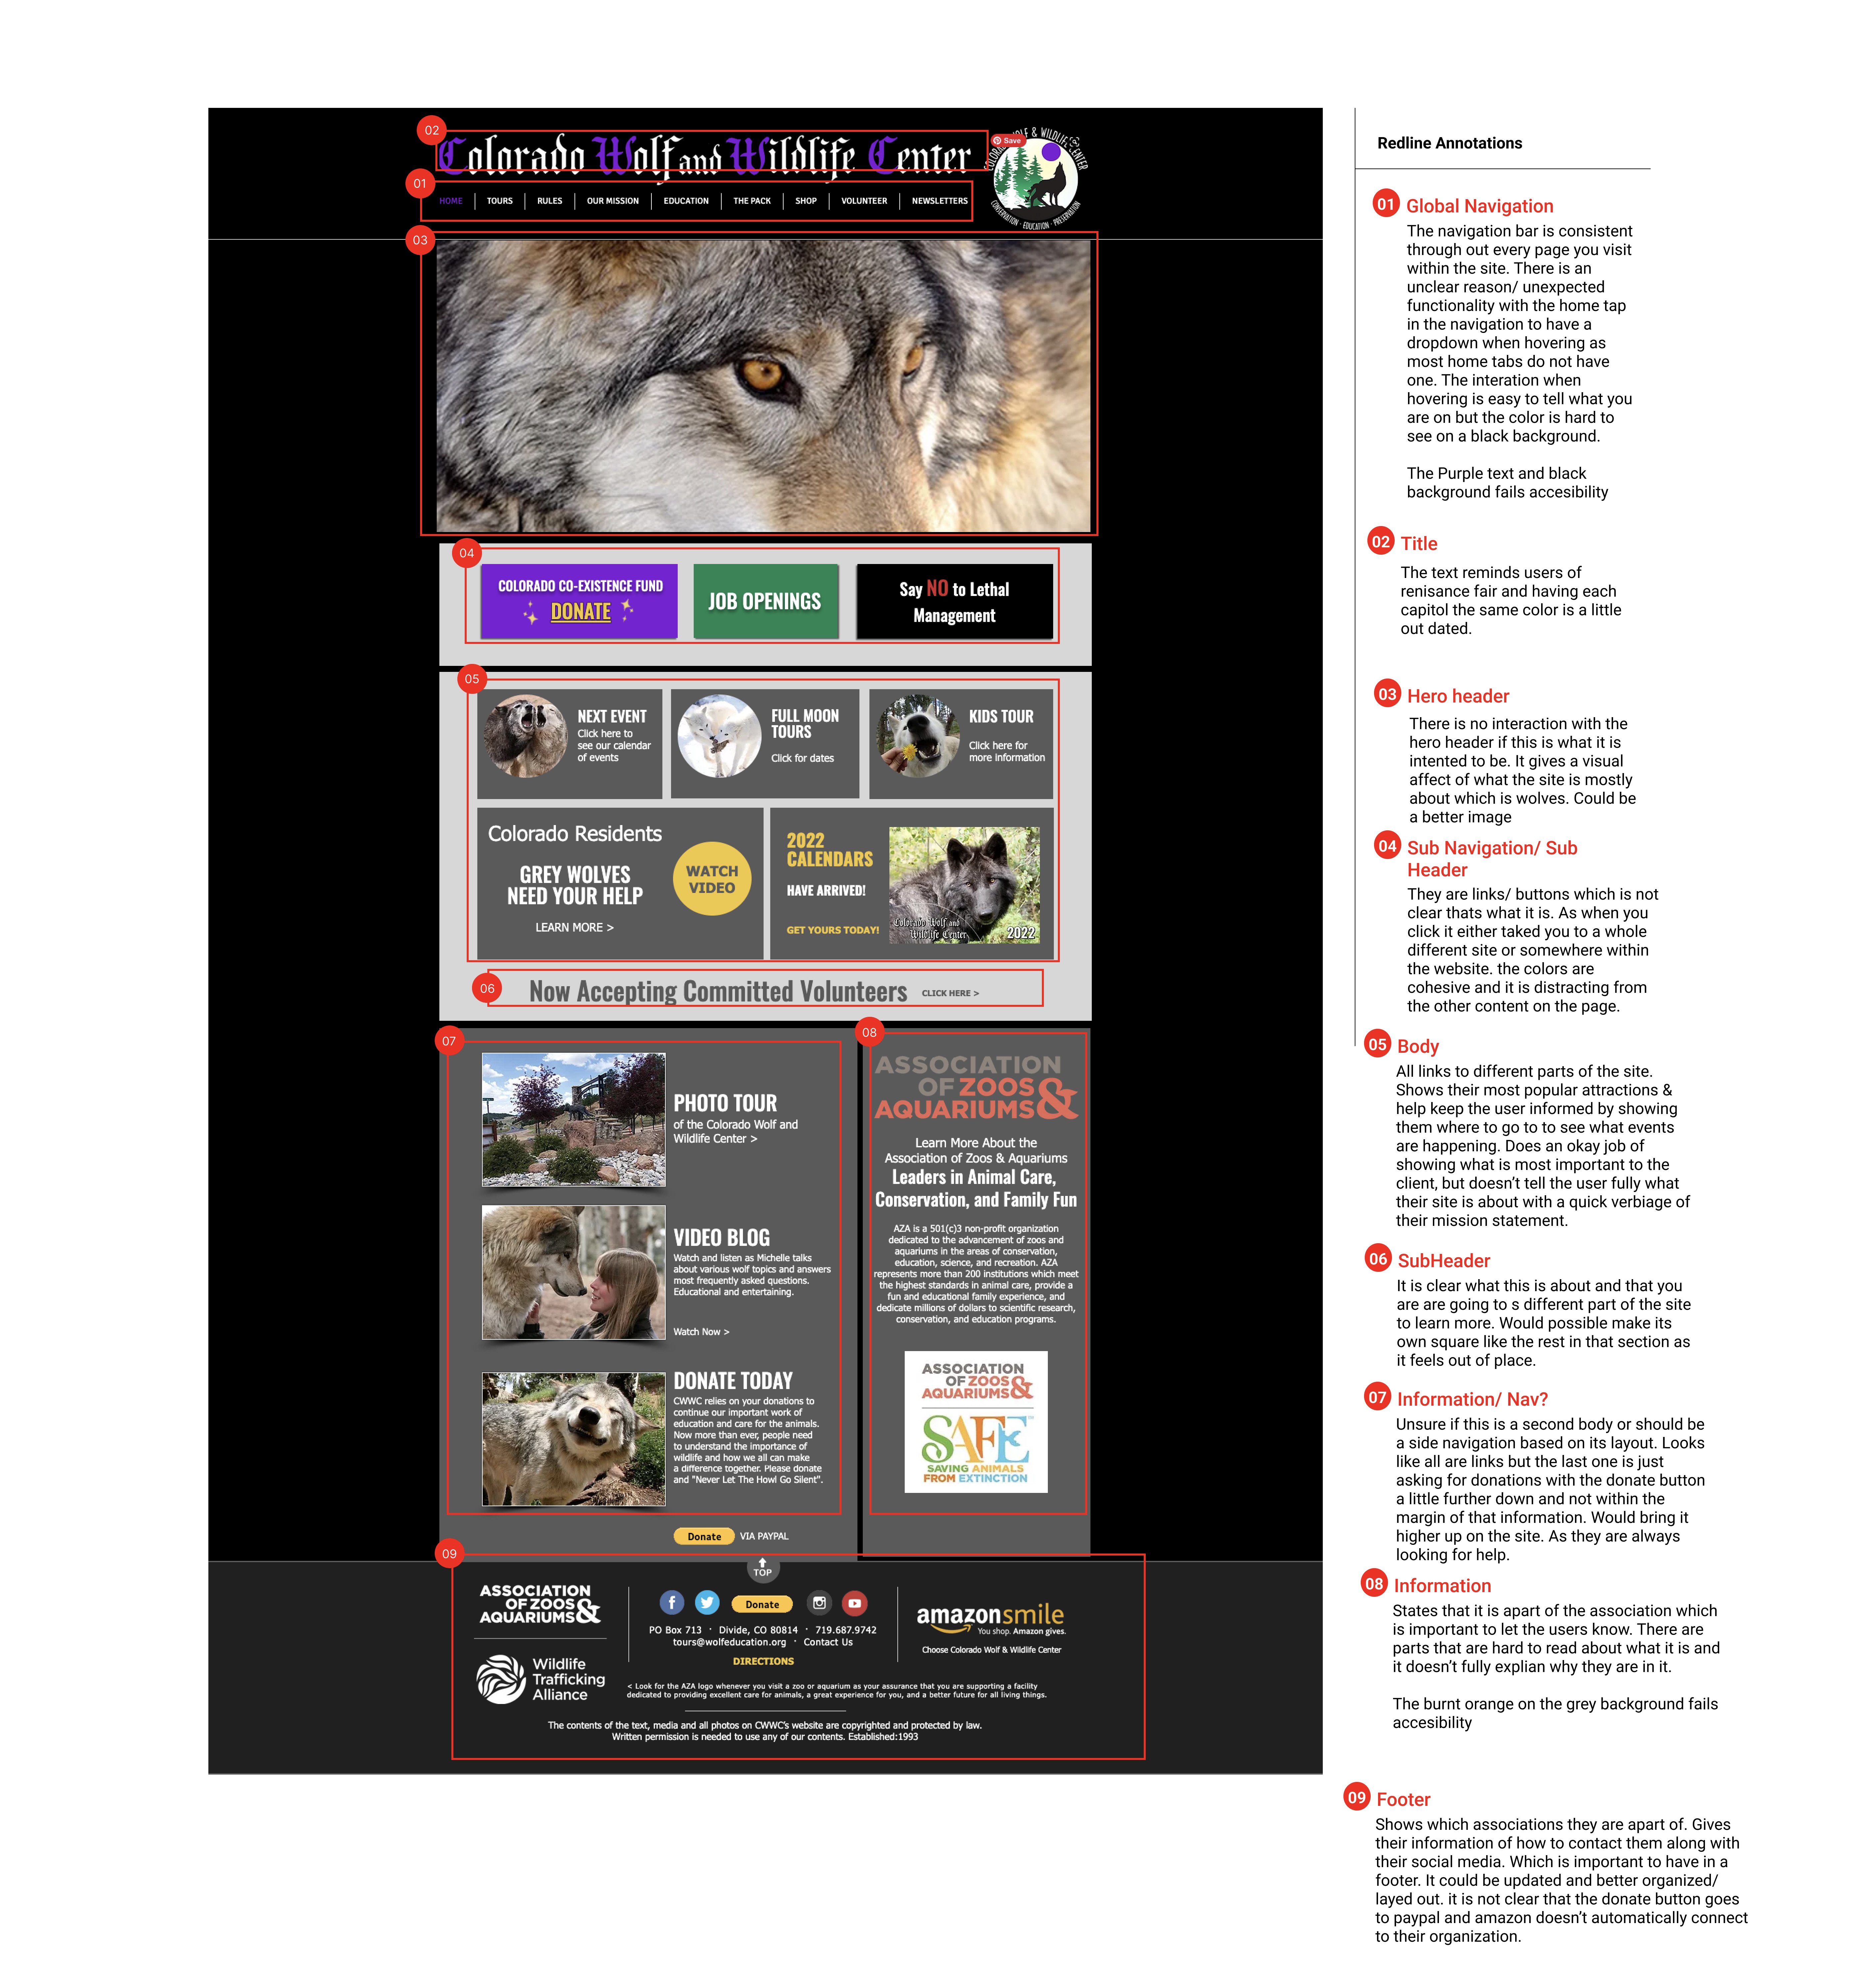 02
Colorado Wolf and Wildlife Center
Save
COLORADO WOLF & WILDLIFE CENTER
CONSERVATION · EDUCATION · PRESERVATION
01
HOME
TOURS
RULES
OUR MISSION
EDUCATION
THE PACK
SHOP
VOLUNTEER
NEWSLETTERS
03
04
COLORADO CO-EXISTENCE FUND
DONATE
JOB OPENINGS
Say NO to Lethal
Management
05
NEXT EVENT
Click here to
see our calendar
of events
FULL MOON
TOURS
Click for dates
KIDS TOUR
Click here for
more information
Colorado Residents
GREY WOLVES
NEED YOUR HELP
LEARN MORE >
WATCH
VIDEO
2022
CALENDARS
HAVE ARRIVED!
GET YOURS TODAY!
Colorado Wolf and
Wildlife Center
2022
06
Now Accepting Committed Volunteers
CLICK HERE >
07
PHOTO TOUR
of the Colorado Wolf and
Wildlife Center >
VIDEO BLOG
Watch and listen as Michelle talks
about various wolf topics and answers
most frequently asked questions.
Educational and entertaining.
Watch Now >
DONATE TODAY
CWWC relies on your donations to
continue our important work of
education and care for the animals.
Now more than ever, people need
to understand the importance of
wildlife and how we all can make
a difference together. Please donate
and "Never Let The Howl Go Silent".
Donate
VIA PAYPAL
08
ASSOCIATION
OF ZOOS
AQUARIUMS &
Learn More About the
Association of Zoos & Aquariums
Leaders in Animal Care,
Conservation, and Family Fun
AZA is a 501(c)3 non-profit organization
dedicated to the advancement of zoos and
aquariums in the areas of conservation,
education, science, and recreation. AZA
represents more than 200 institutions which meet
the highest standards in animal care, provide a
fun and educational family experience, and
dedicate millions of dollars to scientific research,
conservation, and education programs.
ASSOCIATION
OF ZOOS
AQUARIUMS &
SAFE
SAVING ANIMALS
FROM EXTINCTION
09
TOP
ASSOCIATION
OF ZOOS
AQUARIUMS &
Wildlife
Trafficking
Alliance
Donate
PO Box 713 · Divide, CO 80814 · 719.687.9742
tours@wolfeducation.org · Contact Us
DIRECTIONS
amazonsmile
You shop. Amazon gives.
Choose Colorado Wolf & Wildlife Center
< Look for the AZA logo whenever you visit a zoo or aquarium as your assurance that you are supporting a facility
dedicated to providing excellent care for animals, a great experience for you, and a better future for all living things.
The contents of the text, media and all photos on CWWC's website are copyrighted and protected by law.
Written permission is needed to use any of our contents. Established:1993
Redline Annotations
01 Global Navigation
The navigation bar is consistent
through out every page you visit
within the site. There is an
unclear reason/ unexpected
functionality with the home tap
in the navigation to have a
dropdown when hovering as
most home tabs do not have
one. The interation when
hovering is easy to tell what you
are on but the color is hard to
see on a black background.
The Purple text and black
background fails accesibility
02 Title
The text reminds users of
renisance fair and having each
capitol the same color is a little
out dated.
03 Hero header
There is no interaction with the
hero header if this is what it is
intented to be. It gives a visual
affect of what the site is mostly
about which is wolves. Could be
a better image
04 Sub Navigation/ Sub
Header
They are links/ buttons which is not
clear thats what it is. As when you
click it either taked you to a whole
different site or somewhere within
the website. the colors are
cohesive and it is distracting from
the other content on the page.
05 Body
All links to different parts of the site.
Shows their most popular attractions &
help keep the user informed by showing
them where to go to to see what events
are happening. Does an okay job of
showing what is most important to the
client, but doesn't tell the user fully what
their site is about with a quick verbiage of
their mission statement.
06 SubHeader
It is clear what this is about and that you
are are going to s different part of the site
to learn more. Would possible make its
own square like the rest in that section as
it feels out of place.
07 Information/ Nav?
Unsure if this is a second body or should be
a side navigation based on its layout. Looks
like all are links but the last one is just
asking for donations with the donate button
a little further down and not within the
margin of that information. Would bring it
higher up on the site. As they are always
looking for help.
08 Information
States that it is apart of the association which
is important to let the users know. There are
parts that are hard to read about what it is and
it doesn't fully explian why they are in it.
The burnt orange on the grey background fails
accesibility
09 Footer
Shows which associations they are apart of. Gives
their information of how to contact them along with
their social media. Which is important to have in a
footer. It could be updated and better organized/
layed out. it is not clear that the donate button goes
to paypal and amazon doesn't automatically connect
to their organization.